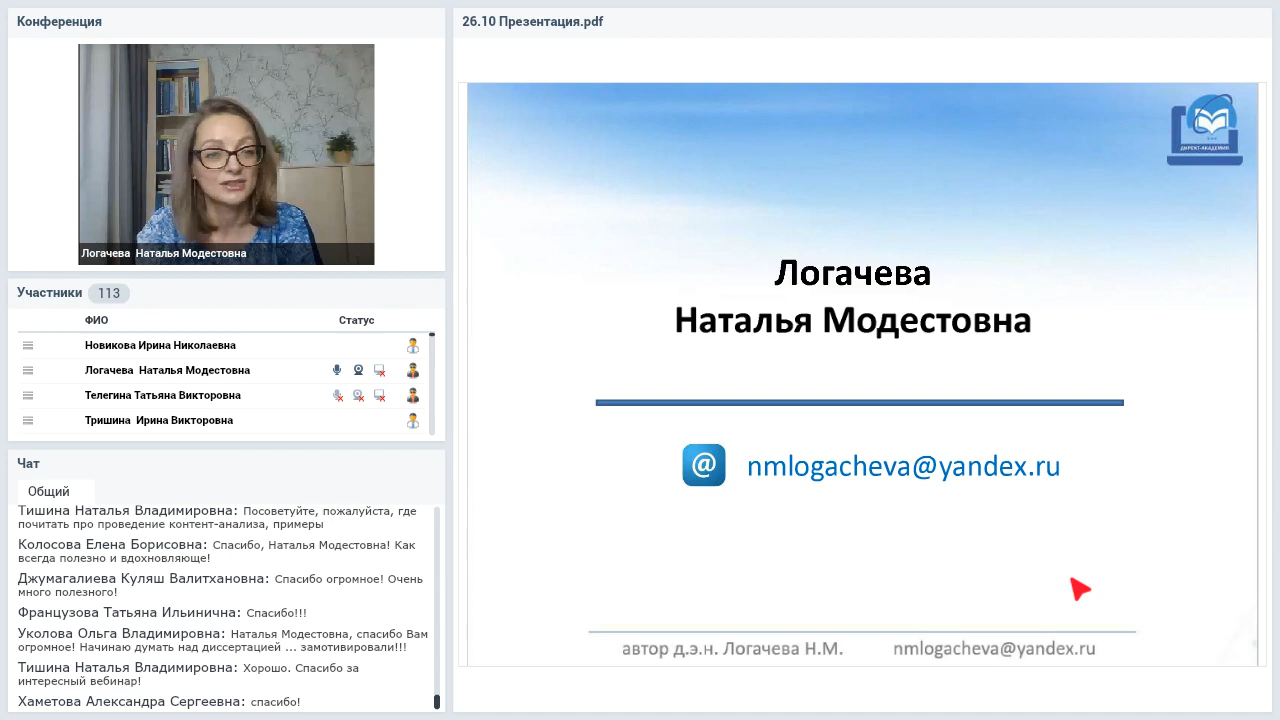 Конференция
Логачева  Наталья Модестовна
Участники 113
ФИО Статус
Новикова Ирина Николаевна
Логачева  Наталья Модестовна
Телегина Татьяна Викторовна
Тришина  Ирина Викторовна
Чат
Общий
Тишина Наталья Владимировна: Посоветуйте, пожалуйста, где
почитать про проведение контент-анализа, примеры
Колосова Елена Борисовна: Спасибо, Наталья Модестовна! Как
всегда полезно и вдохновляюще!
Джумагалиева Куляш Валитхановна: Спасибо огромное! Очень
много полезного!
Французова Татьяна Ильинична: Спасибо!!!
Уколова Ольга Владимировна: Наталья Модестовна, спасибо Вам
огромное! Начинаю думать над диссертацией ... замотивировали!!!
Тишина Наталья Владимировна: Хорошо. Спасибо за
интересный вебинар!
Хаметова Александра Сергеевна: спасибо!
26.10 Презентация.pdf
ДИРЕКТ-АКАДЕМИЯ
Логачева
Наталья Модестовна
@ nmlogacheva@yandex.ru
автор д.э.н. Логачева Н.М. nmlogacheva@yandex.ru